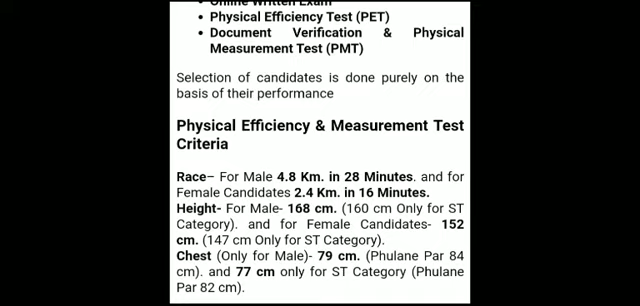 Online Written Exam
• Physical Efficiency Test (PET)
• Document Verification & Physical
Measurement Test (PMT)
Selection of candidates is done purely on the
basis of their performance
Physical Efficiency & Measurement Test
Criteria
Race– For Male 4.8 Km. in 28 Minutes. and for
Female Candidates 2.4 Km. in 16 Minutes.
Height- For Male- 168 cm. (160 cm Only for ST
Category). and for Female Candidates- 152
cm. (147 cm Only for ST Category).
Chest (Only for Male)- 79 cm. (Phulane Par 84
cm). and 77 cm only for ST Category (Phulane
Par 82 cm).